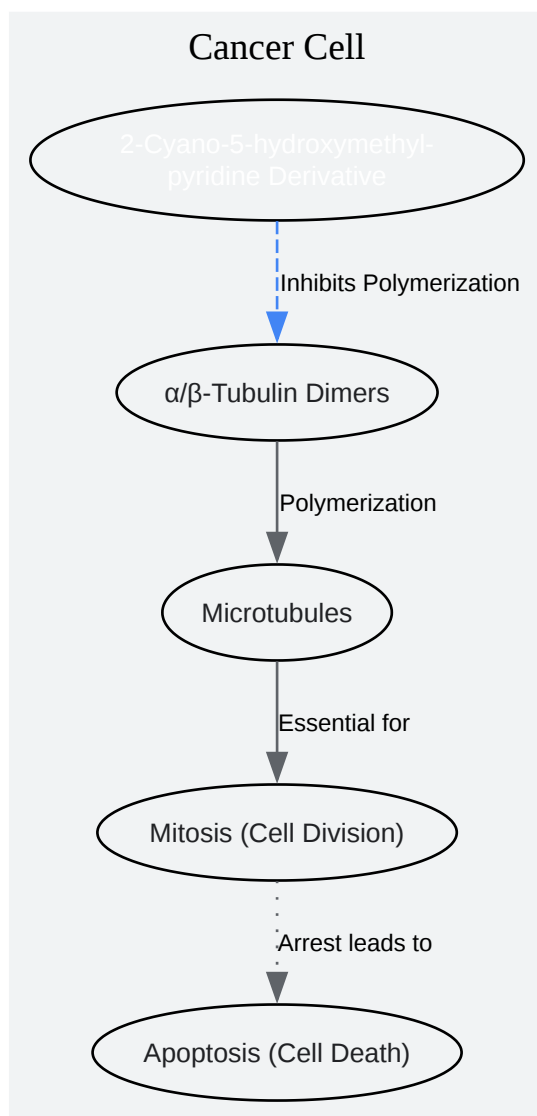 Cancer Cell
2-Cyano-5-hydroxymethyl-
pyridine Derivative
Inhibits Polymerization
α/β-Tubulin Dimers
Polymerization
Microtubules
Essential for
Mitosis (Cell Division)
Arrest leads to
Apoptosis (Cell Death)